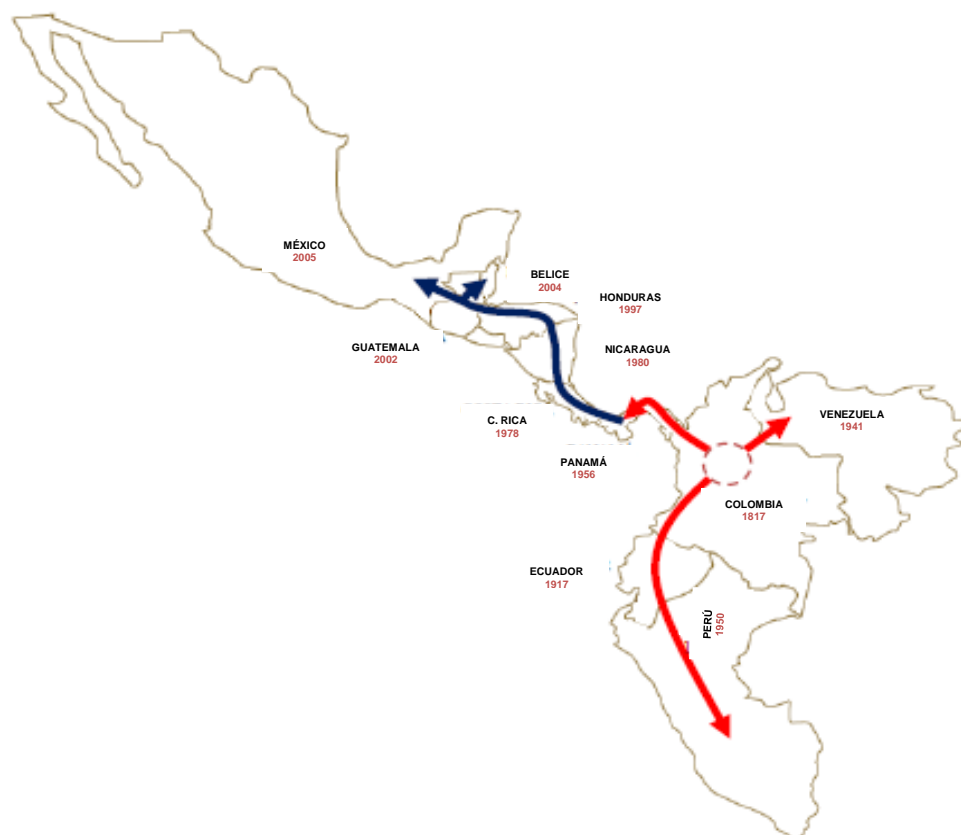 MÉXICO
2005
BELICE
2004
HONDURAS
1997
GUATEMALA
2002
NICARAGUA
1980
C. RICA
1978
VENEZUELA
1941
PANAMÁ
1956
COLOMBIA
1817
ECUADOR
1917
PERÚ
1950